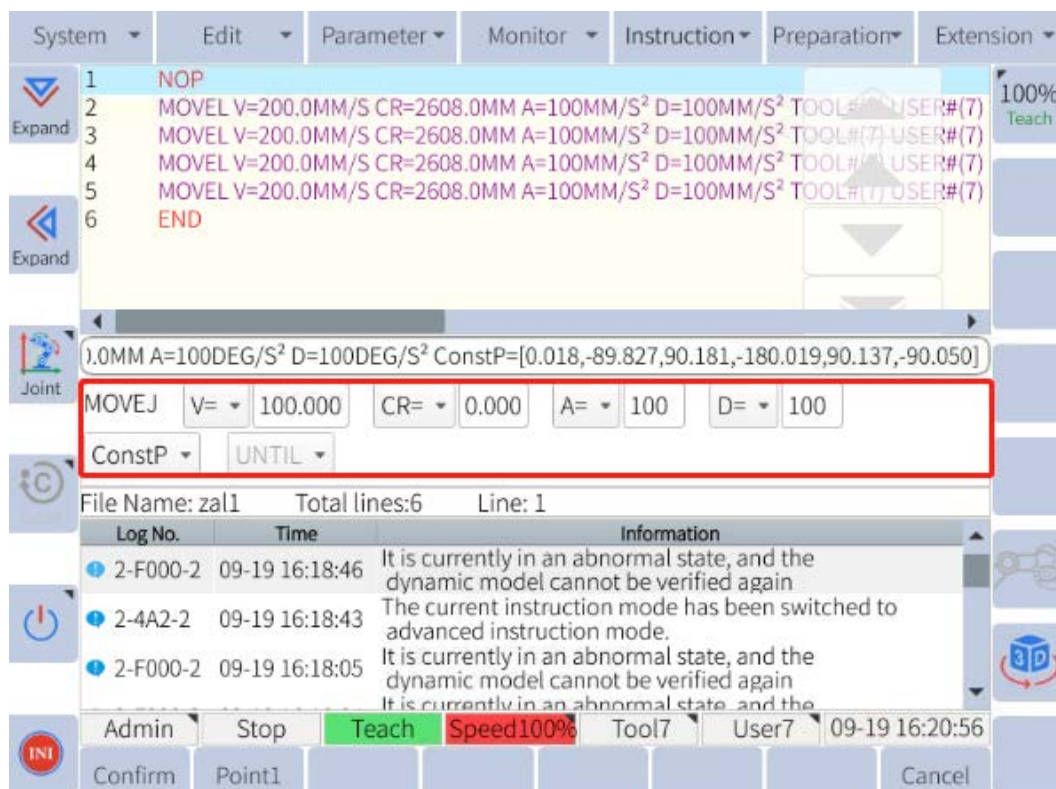 System Edit Parameter Monitor Instruction Preparation Extension
Expand
Expand
Joint
1 NOP
2 MOVEL V=200.0MM/S CR=2608.0MM A=100MM/S² D=100MM/S² TOOL#(7) USER#(7)
3 MOVEL V=200.0MM/S CR=2608.0MM A=100MM/S² D=100MM/S² TOOL#(7) USER#(7)
4 MOVEL V=200.0MM/S CR=2608.0MM A=100MM/S² D=100MM/S² TOOL#(7) USER#(7)
5 MOVEL V=200.0MM/S CR=2608.0MM A=100MM/S² D=100MM/S² TOOL#(7) USER#(7)
6 END
100%
Teach
.0MM A=100DEG/S² D=100DEG/S² ConstP=[0.018,-89.827,90.181,-180.019,90.137,-90.050]
MOVEJ V= 100.000 CR= 0.000 A= 100 D= 100
ConstP UNTIL
C
File Name: zal1 Total lines:6 Line: 1
Log No. Time Information
2-F000-2 09-19 16:18:46 It is currently in an abnormal state, and the
dynamic model cannot be verified again
2-4A2-2 09-19 16:18:43 The current instruction mode has been switched to
advanced instruction mode.
2-F000-2 09-19 16:18:05 It is currently in an abnormal state, and the
dynamic model cannot be verified again
It is currently in an abnormal state, and the
3D
Admin Stop Teach Speed100% Tool7 User7 09-19 16:20:56
INI
Confirm Point1 Cancel